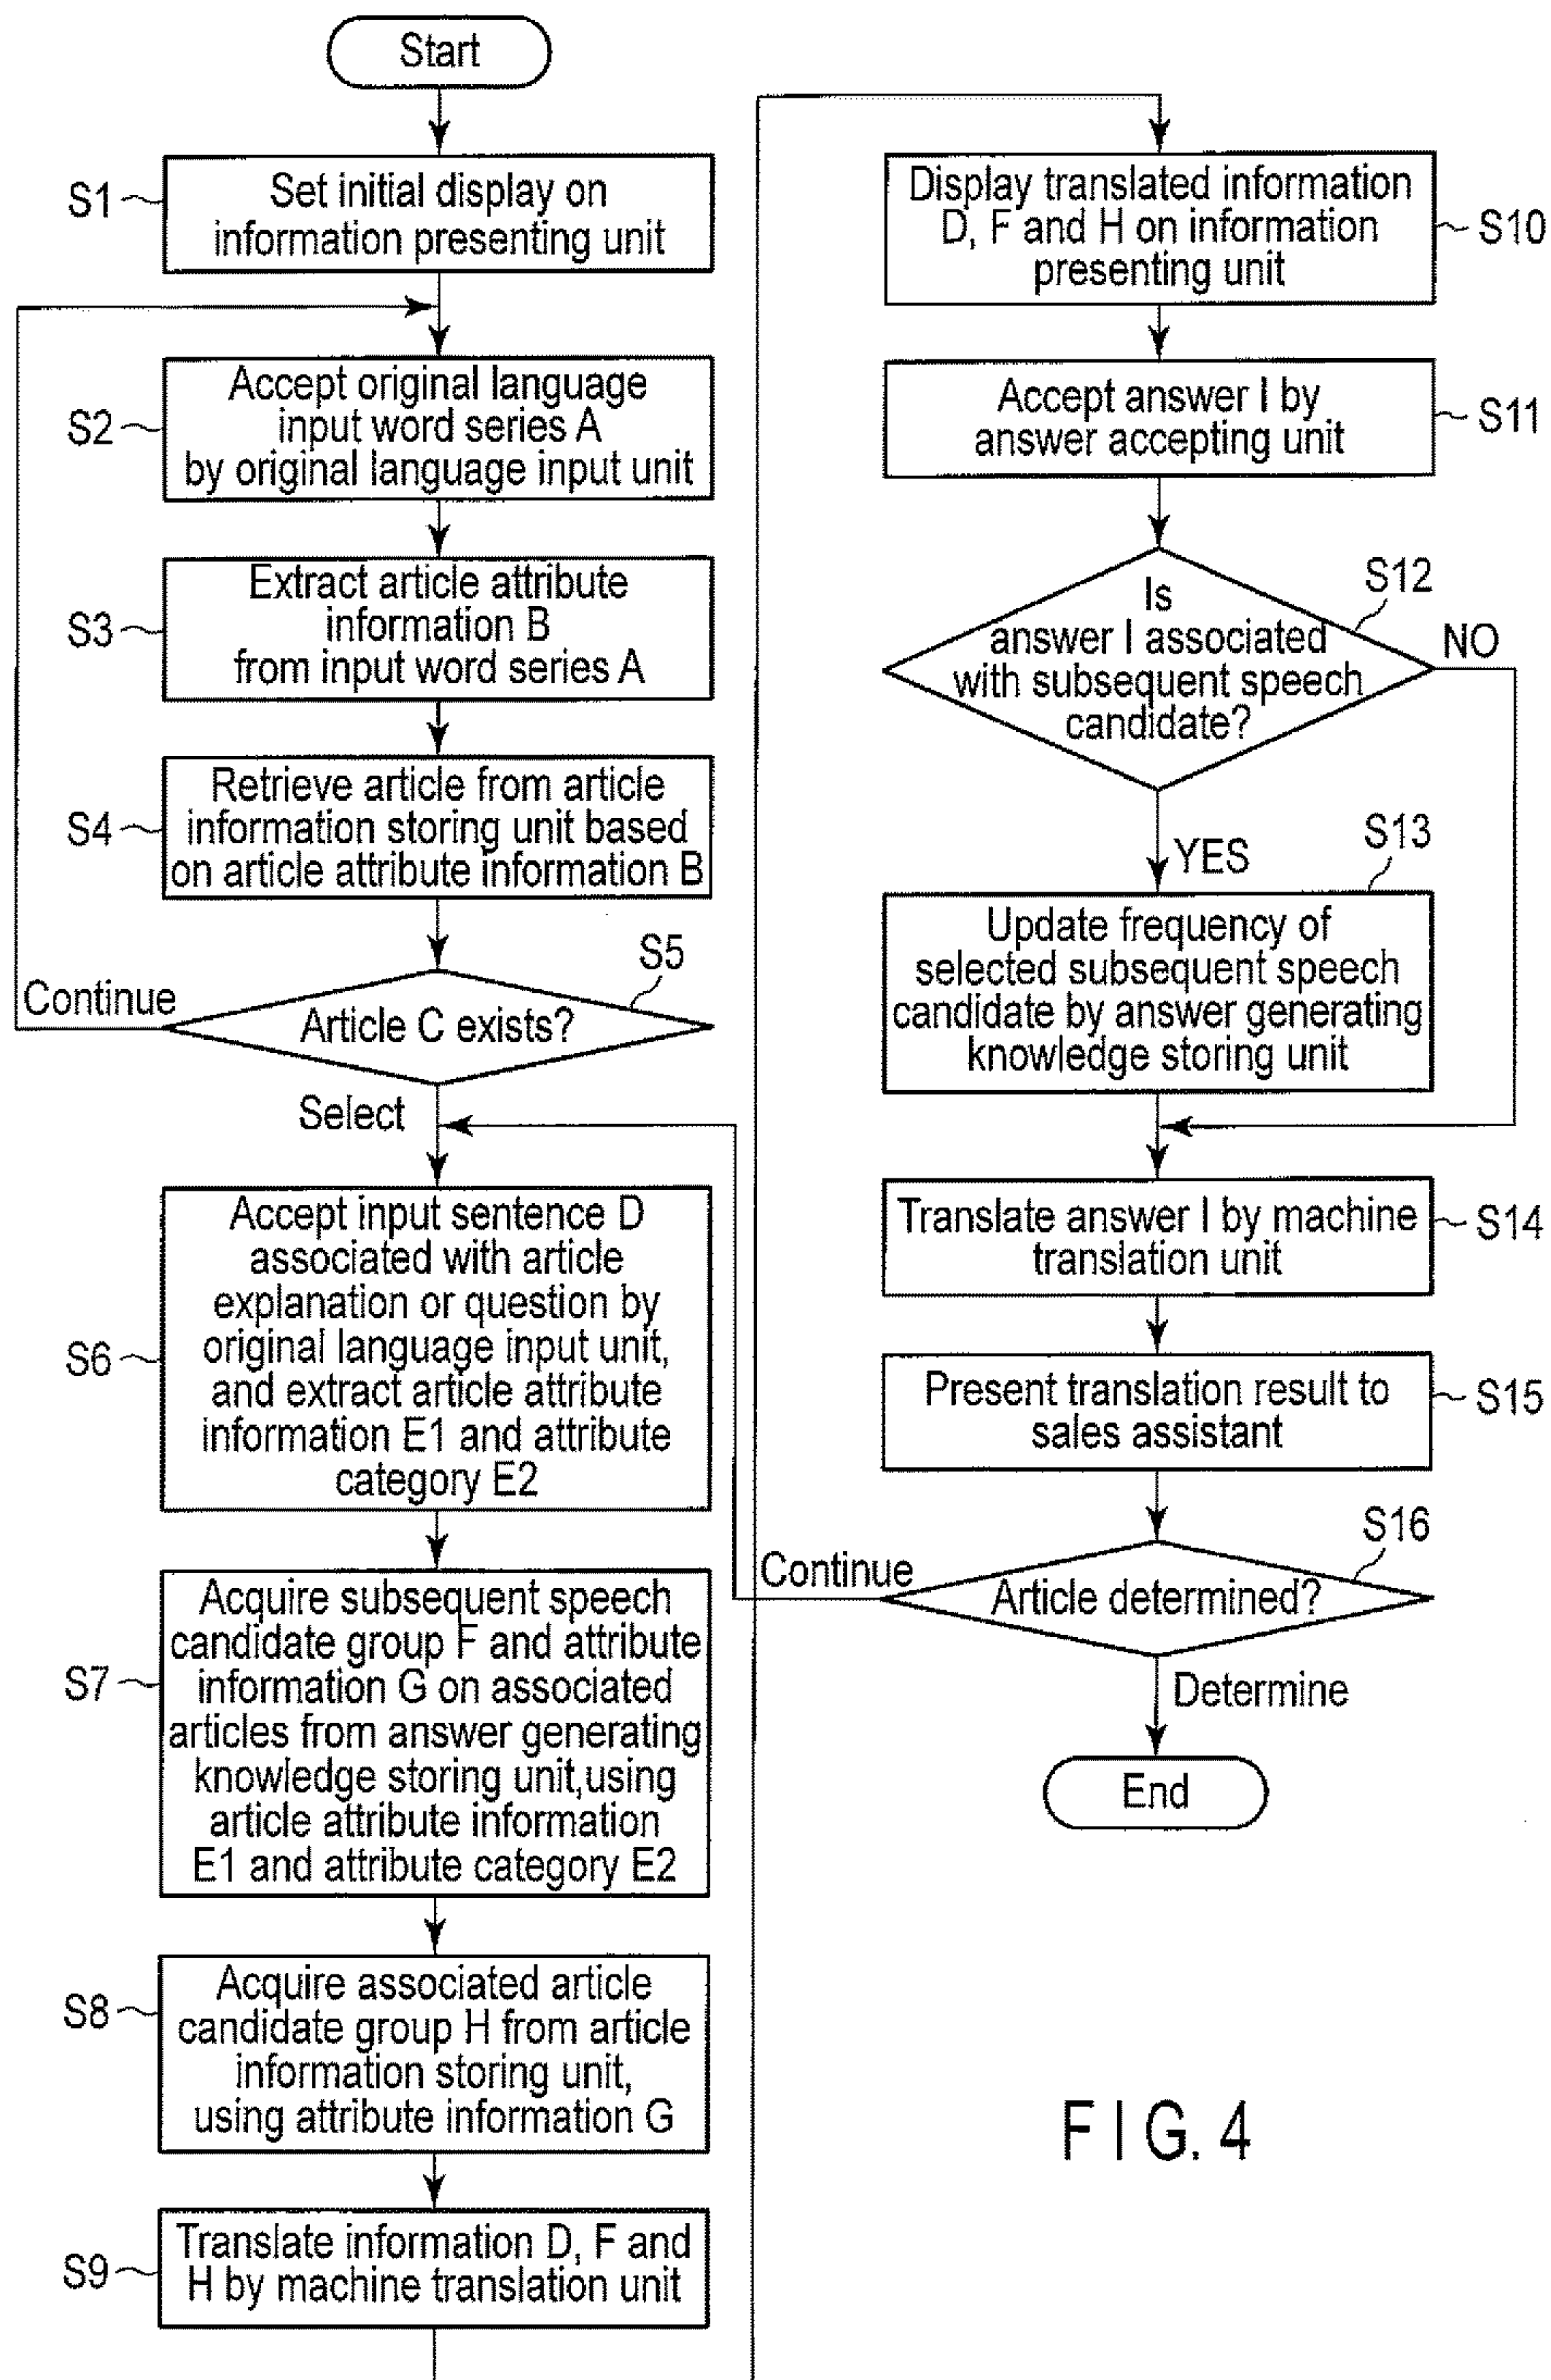 Start
S1
Set initial display on
information presenting unit
S2
Accept original language
input word series A
by original language input unit
S3
Extract article attribute
information B
from input word series A
S4
Retrieve article from article
information storing unit based
on article attribute information B
S5
Continue
Article C exists?
Select
S6
Accept input sentence D
associated with article
explanation or question by
original language input unit,
and extract article attribute
information E1 and attribute
category E2
S7
Acquire subsequent speech
candidate group F and attribute
information G on associated
articles from answer generating
knowledge storing unit,using
article attribute information
E1 and attribute category E2
S8
Acquire associated article
candidate group H from article
information storing unit,
using attribute information G
S9
Translate information D, F and
H by machine translation unit
Display translated information
D, F and H on information
presenting unit
S10
Accept answer I by
answer accepting unit
S11
S12
Is
answer I associated
with subsequent speech
candidate?
NO
YES
S13
Update frequency of
selected subsequent speech
candidate by answer generating
knowledge storing unit
Translate answer I by machine
translation unit
S14
Present translation result to
sales assistant
S15
S16
Continue
Article determined?
Determine
End
FIG. 4